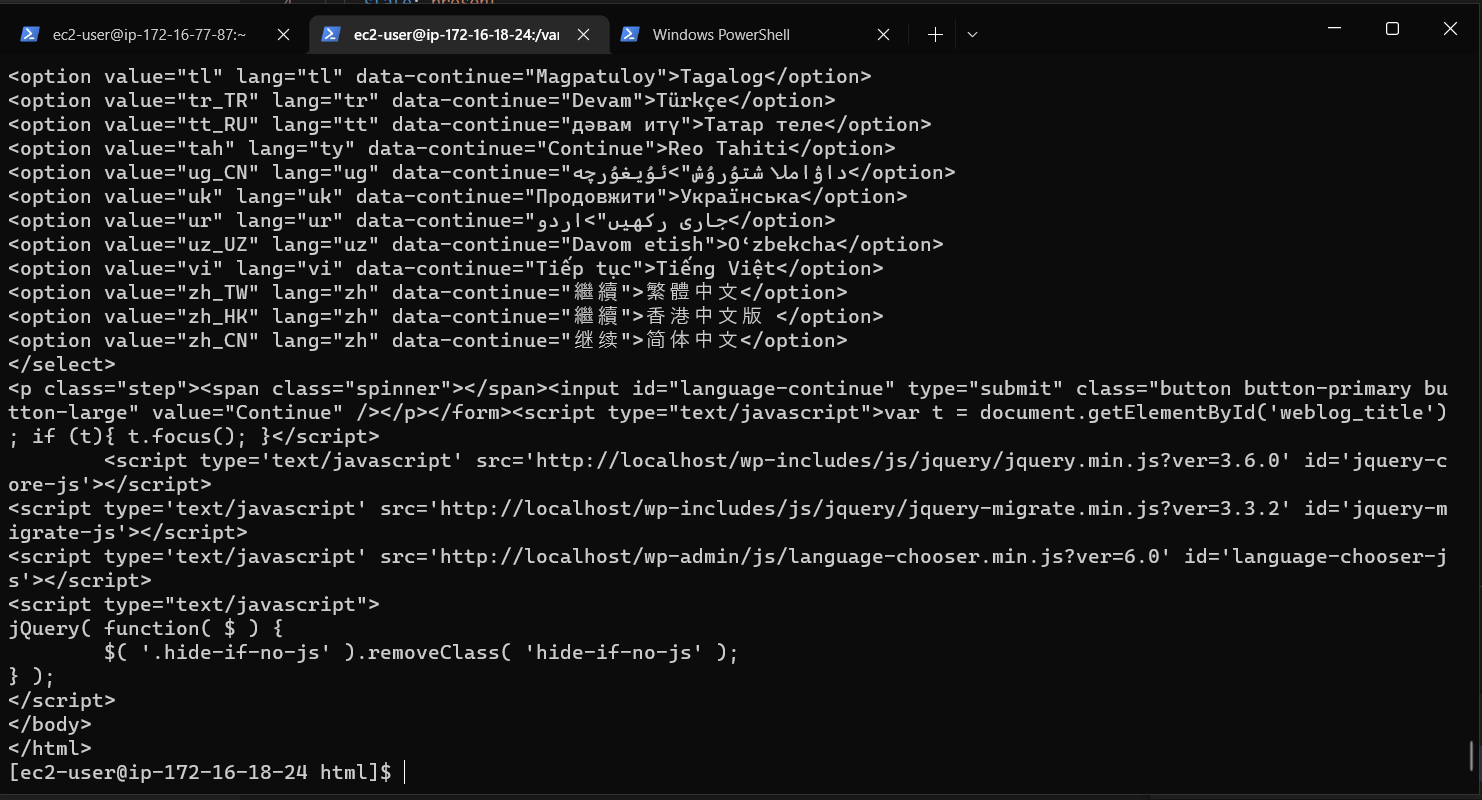 state: present
ec2-user@ip-172-16-77-87:~
ec2-user@ip-172-16-18-24:/var
Windows PowerShell
<option value="tl" lang="tl" data-continue="Magpatuloy">Tagalog</option>
<option value="tr_TR" lang="tr" data-continue="Devam">Türkçe</option>
<option value="tt_RU" lang="tt" data-continue="дәвам итү">Татар теле</option>
<option value="tah" lang="ty" data-continue="Continue">Reo Tahiti</option>
<option value="ug_CN" lang="ug" data-continue="داۋاملاشتۇرۇش">ئۇيغۇرچە</option>
<option value="uk" lang="uk" data-continue="Продовжити">Українська</option>
<option value="ur" lang="ur" data-continue="جاری رکھیں">اردو</option>
<option value="uz_UZ" lang="uz" data-continue="Davom etish">O‘zbekcha</option>
<option value="vi" lang="vi" data-continue="Tiếp tục">Tiếng Việt</option>
<option value="zh_TW" lang="zh" data-continue="繼續">繁體中文</option>
<option value="zh_HK" lang="zh" data-continue="繼續">香港中文版 </option>
<option value="zh_CN" lang="zh" data-continue="继续">简体中文</option>
</select>
<p class="step"><span class="spinner"></span><input id="language-continue" type="submit" class="button button-primary bu
tton-large" value="Continue" /></p></form><script type="text/javascript">var t = document.getElementById('weblog_title')
; if (t){ t.focus(); }</script>
<script type='text/javascript' src='http://localhost/wp-includes/js/jquery/jquery.min.js?ver=3.6.0' id='jquery-c
ore-js'></script>
<script type='text/javascript' src='http://localhost/wp-includes/js/jquery/jquery-migrate.min.js?ver=3.3.2' id='jquery-m
igrate-js'></script>
<script type='text/javascript' src='http://localhost/wp-admin/js/language-chooser.min.js?ver=6.0' id='language-chooser-j
s'></script>
<script type="text/javascript">
jQuery( function( $ ) {
$( '.hide-if-no-js' ).removeClass( 'hide-if-no-js' );
} );
</script>
</body>
</html>
[ec2-user@ip-172-16-18-24 html]$